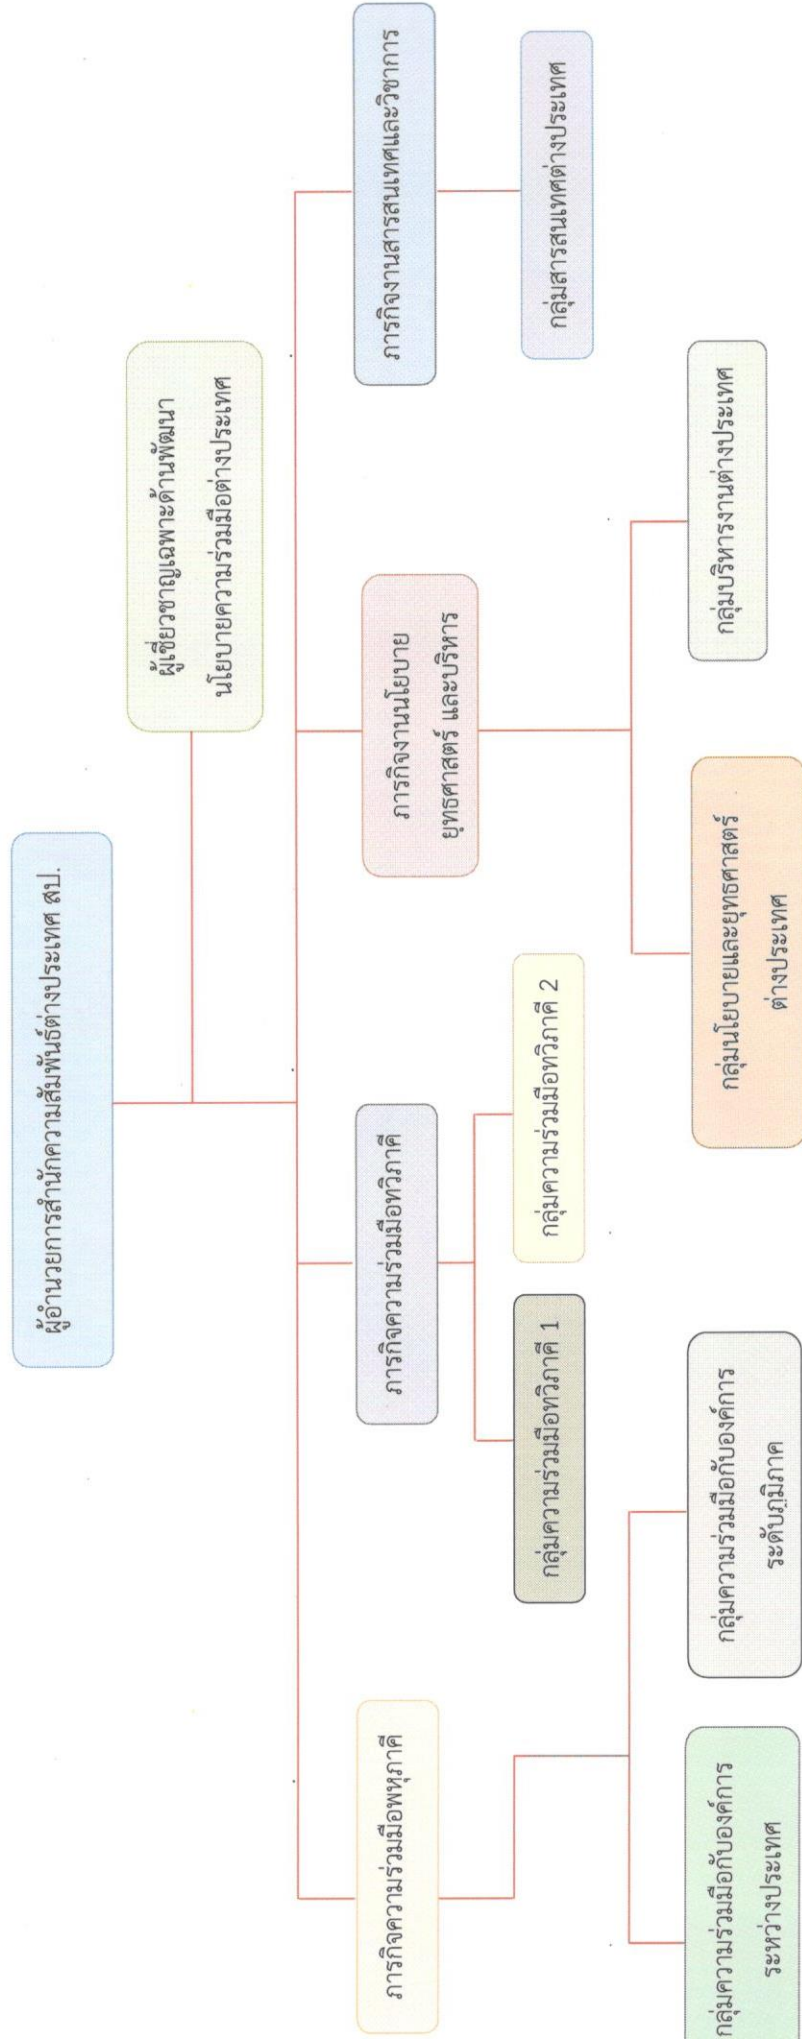 ผู้อำนวยการสำนักความสัมพันธ์ต่างประเทศ สป.
ผู้เชี่ยวชาญเฉพาะด้านพัฒนา
นโยบายความร่วมมือต่างประเทศ
ภารกิจความร่วมมือพหุภาคี
ภารกิจความร่วมมือทวิภาคี
ภารกิจงานนโยบาย
ยุทธศาสตร์ และบริหาร
ภารกิจงานสารสนเทศและวิชาการ
กลุ่มความร่วมมือทวิภาคี 1
กลุ่มความร่วมมือทวิภาคี 2
กลุ่มสารสนเทศต่างประเทศ
กลุ่มความร่วมมือกับองค์การ
ระหว่างประเทศ
กลุ่มความร่วมมือกับองค์การ
ระดับภูมิภาค
กลุ่มนโยบายและยุทธศาสตร์
ต่างประเทศ
กลุ่มบริหารงานต่างประเทศ